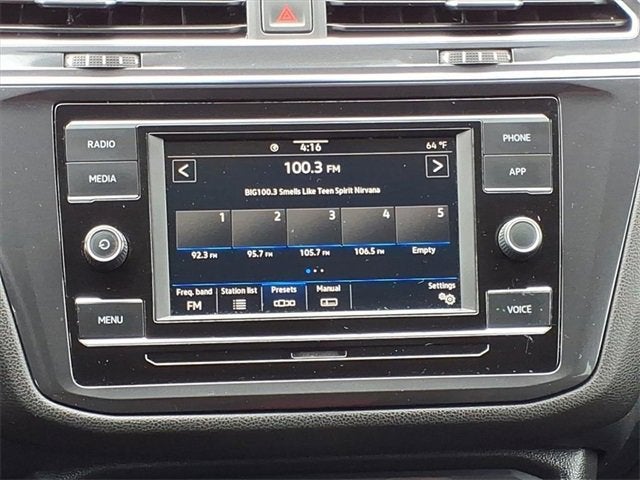 4:16 64 °F
RADIO
PHONE
100.3 FM
MEDIA
APP
BIG100.3 Smells Like Teen Spirit Nirvana
1 2 3 4 5
92.3 FM 95.7 FM 105.7 FM 106.5 FM Empty
Freq. band Station list Presets Manual Settings
FM
MENU
VOICE